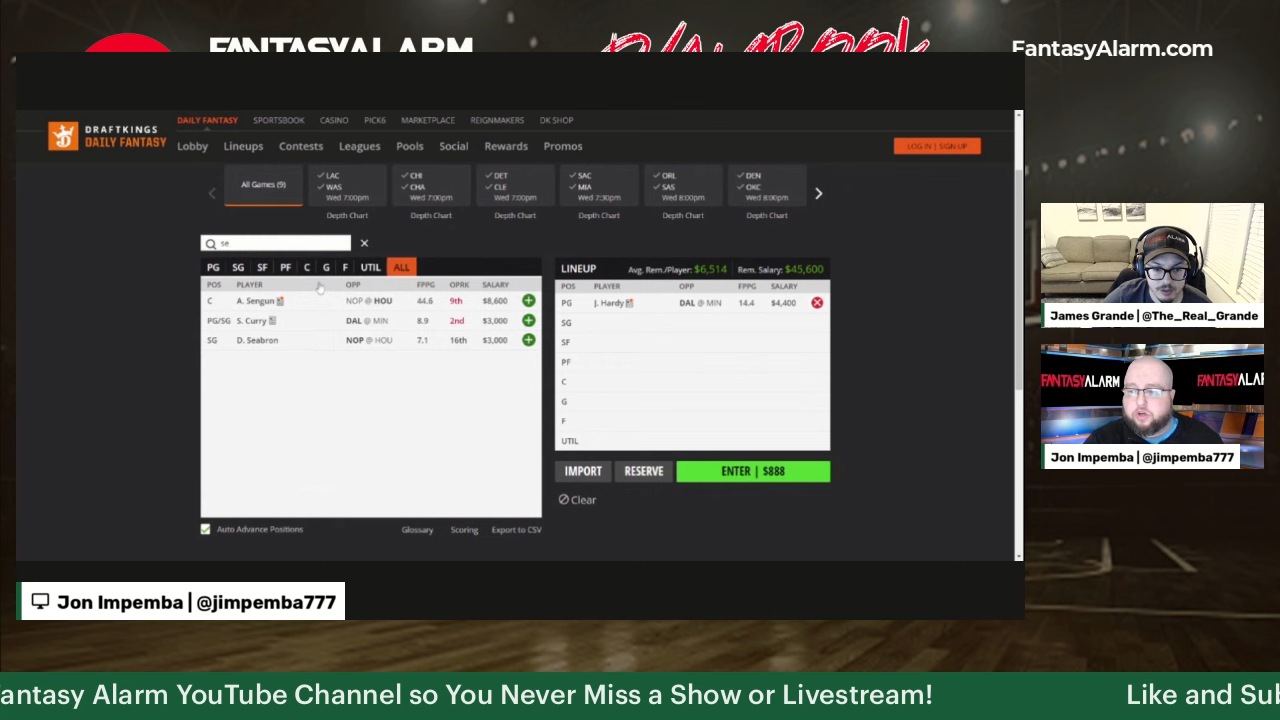 FANTASYALARM
PLAYBOOK
FantasyAlarm.com
DRAFTKINGS
DAILY FANTASY
DAILY FANTASY SPORTSBOOK CASINO PICK6 MARKETPLACE REIGNMAKERS DK SHOP
Lobby Lineups Contests Leagues Pools Social Rewards Promos
LOG IN | SIGN UP
All Games (9)
LAC
WAS
Wed 7:00pm
Depth Chart
CHI
CHA
Wed 7:00pm
Depth Chart
DET
CLE
Wed 7:00pm
Depth Chart
SAC
MIA
Wed 7:30pm
Depth Chart
ORL
SAS
Wed 8:00pm
Depth Chart
DEN
OKC
Wed 8:00pm
Depth Chart
se
PG SG SF PF C G F UTIL ALL
POS PLAYER OPP FPPG OPRK SALARY
C A. Sengun NOP @ HOU 44.6 9th $8,600
PG/SG S. Curry DAL @ MIN 8.9 2nd $3,000
SG D. Seabron NOP @ HOU 7.1 16th $3,000
Auto Advance Positions Glossary Scoring Export to CSV
LINEUP Avg. Rem./Player: $6,514 Rem. Salary: $45,600
POS PLAYER OPP FPPG SALARY
PG J. Hardy DAL @ MIN 14.4 $4,400
SG
SF
PF
C
G
F
UTIL
IMPORT RESERVE ENTER | $888
Clear
James Grande | @The_Real_Grande
FANTASYALARM FANTASYALAR
Jon Impemba | @jimpemba777
Jon Impemba | @jimpemba777
antasy Alarm YouTube Channel so You Never Miss a Show or Livestream! Like and Sub